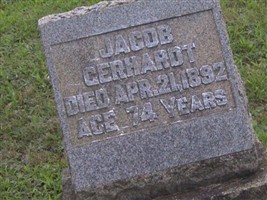 JACOB
GERHARDT
DIED APR. 21, 1892
AGE 74 YEARS